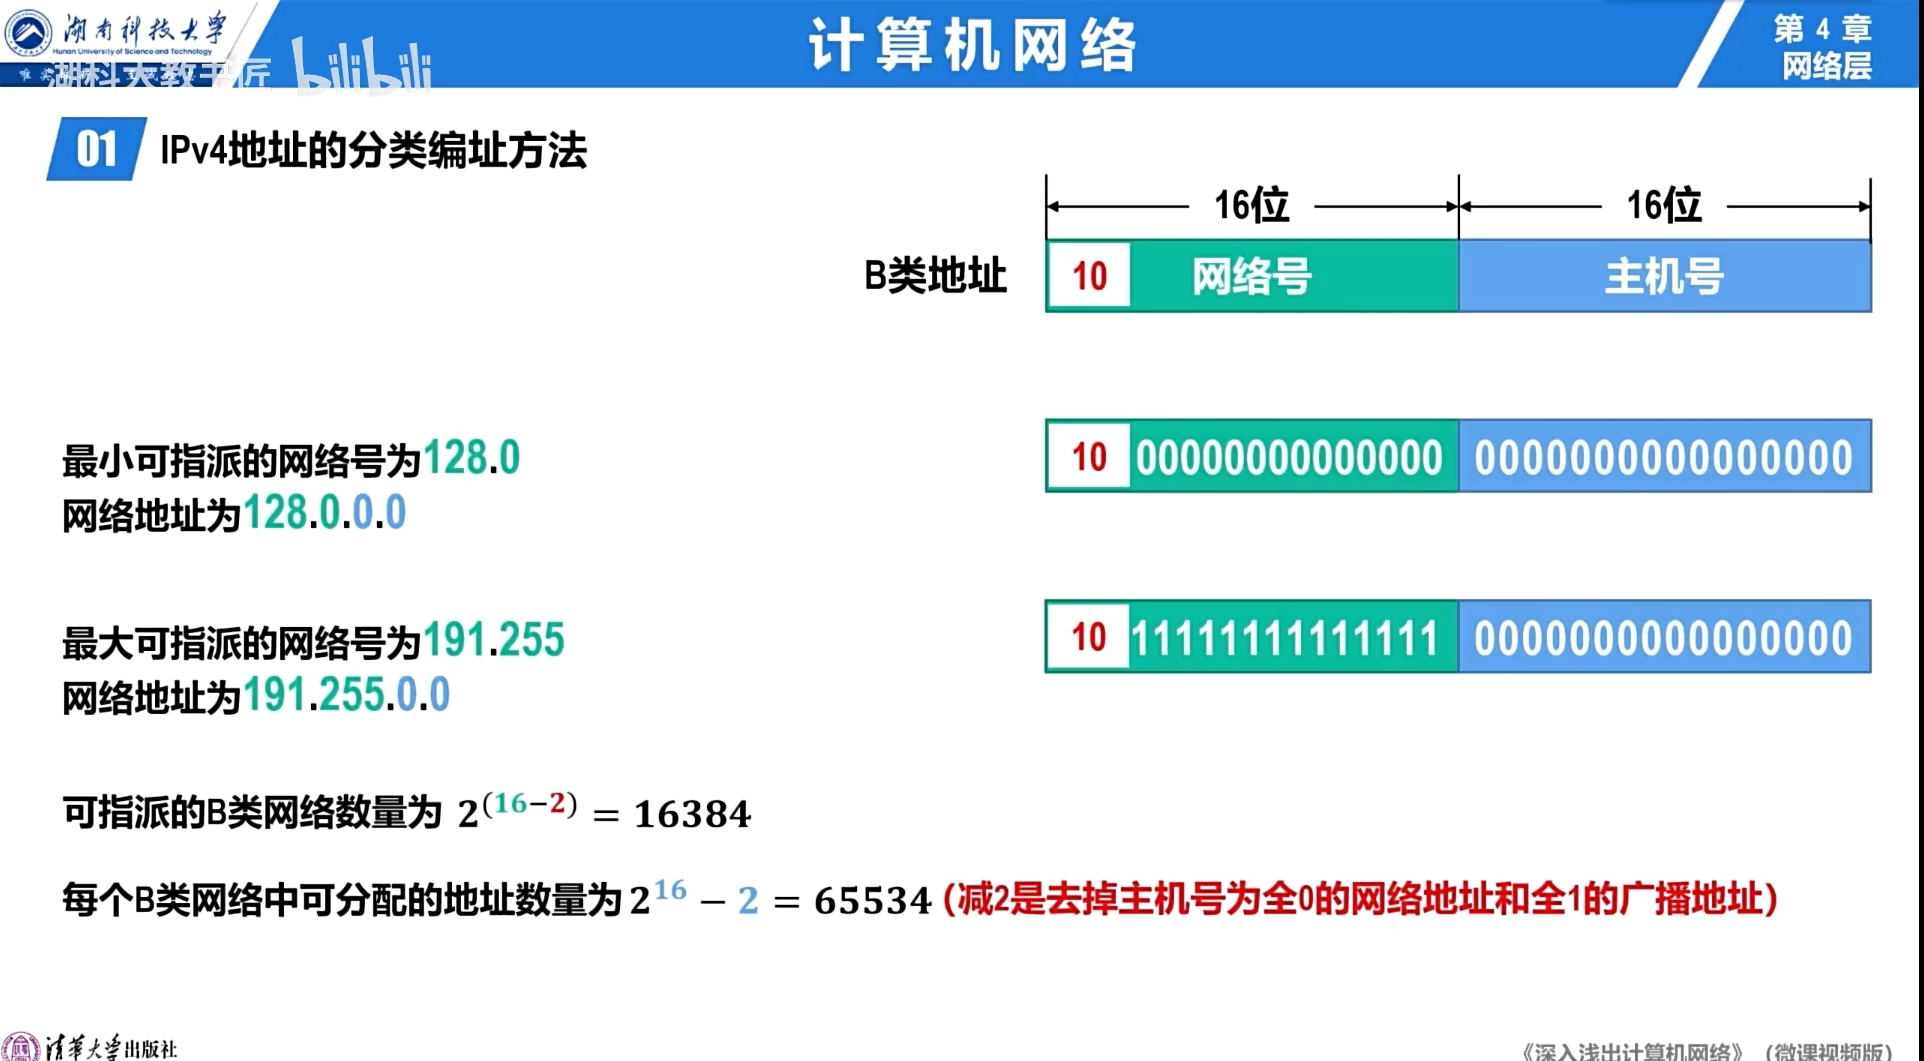 湖南科技大学
Hunan University of Science and Technology
湖科大教书匠 bilibili
计算机网络
第 4 章
网络层
01 IPv4地址的分类编址方法
16位 16位
B类地址 10 网络号 主机号
最小可指派的网络号为128.0
网络地址为128.0.0.0
10 00000000000000 0000000000000000
最大可指派的网络号为191.255
网络地址为191.255.0.0
10 11111111111111 0000000000000000
可指派的B类网络数量为 2^(16−2) = 16384
每个B类网络中可分配的地址数量为 2^16 − 2 = 65534 (减2是去掉主机号为全0的网络地址和全1的广播地址)
清华大学出版社
《深入浅出计算机网络》（微课视频版）